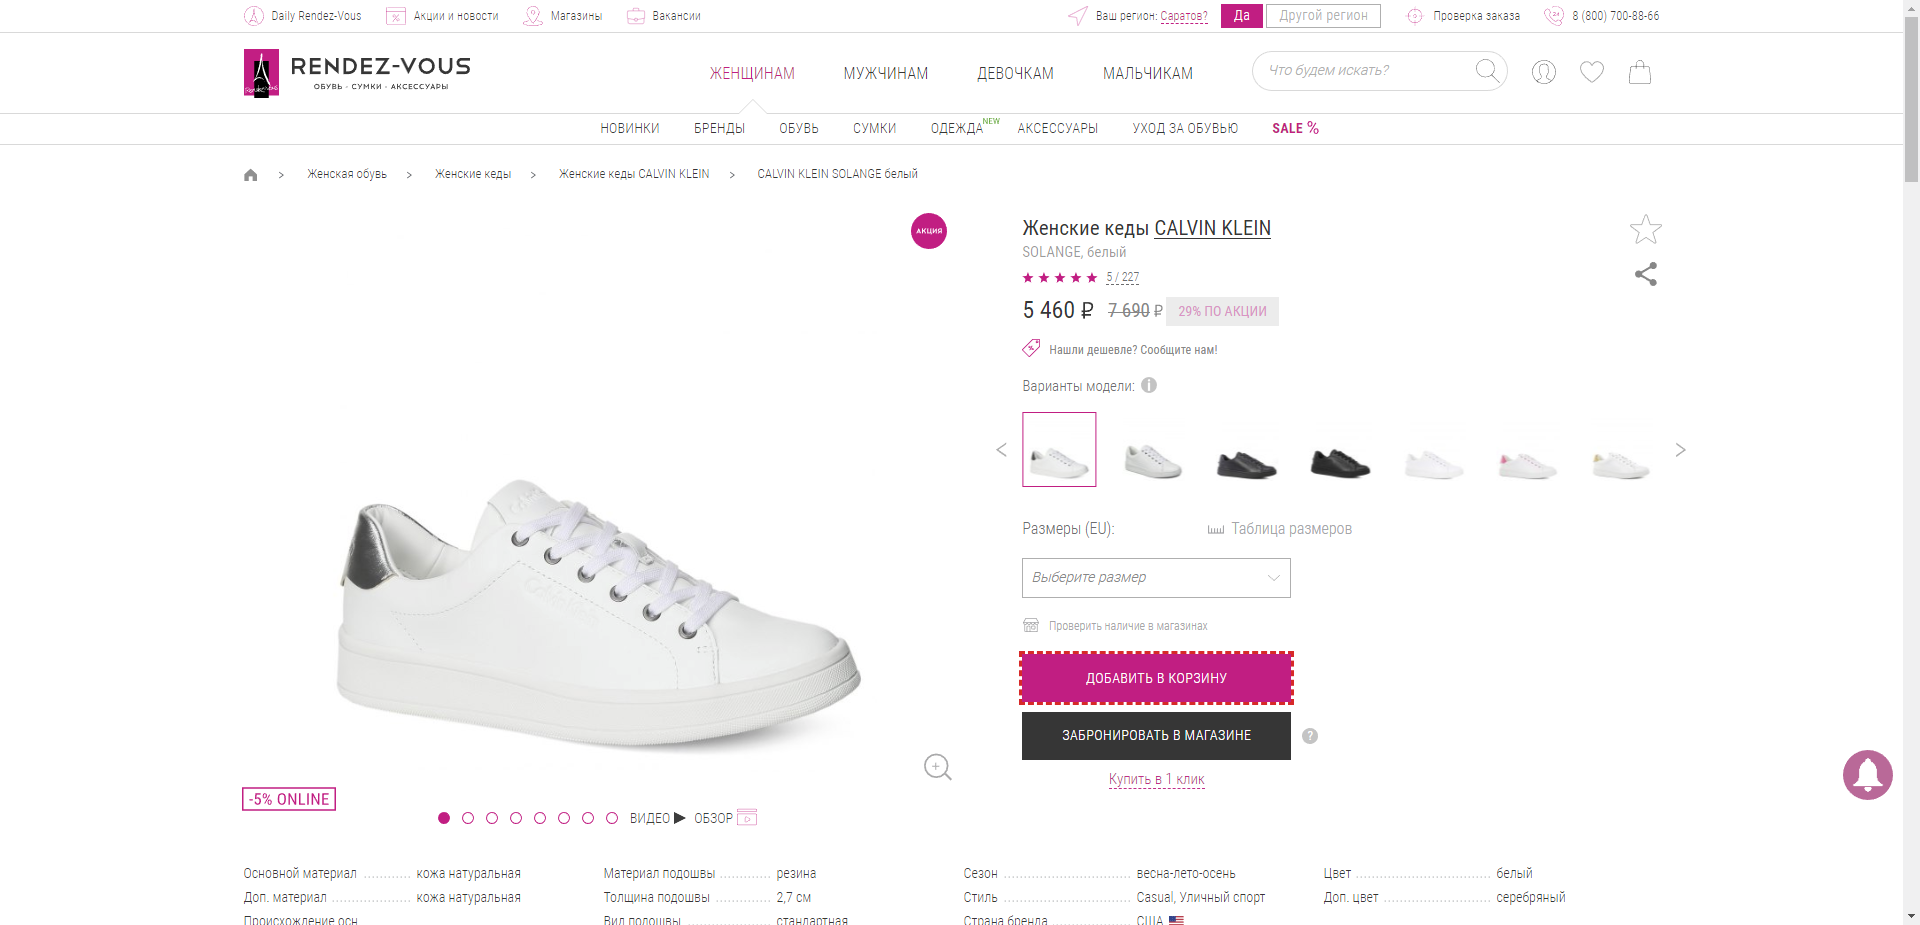 Daily Rendez-Vous
Акции и новости
Магазины
Вакансии
Ваш регион: Саратов?
Да
Другой регион
Проверка заказа
8 (800) 700-88-66
RENDEZ-VOUS
ОБУВЬ · СУМКИ · АКСЕССУАРЫ
ЖЕНЩИНАМ
МУЖЧИНАМ
ДЕВОЧКАМ
МАЛЬЧИКАМ
Что будем искать?
НОВИНКИ
БРЕНДЫ
ОБУВЬ
СУМКИ
ОДЕЖДА NEW
АКСЕССУАРЫ
УХОД ЗА ОБУВЬЮ
SALE %
> Женская обувь > Женские кеды > Женские кеды CALVIN KLEIN > CALVIN KLEIN SOLANGE белый
АКЦИЯ
Женские кеды CALVIN KLEIN
SOLANGE, белый
5 / 227
5 460 ₽ 7 690 ₽ 29% ПО АКЦИИ
Нашли дешевле? Сообщите нам!
Варианты модели:
Размеры (EU):
Таблица размеров
Выберите размер
Проверить наличие в магазинах
ДОБАВИТЬ В КОРЗИНУ
ЗАБРОНИРОВАТЬ В МАГАЗИНЕ
?
Купить в 1 клик
-5% ONLINE
ВИДЕО
ОБЗОР
Основной материал кожа натуральная
Доп. материал кожа натуральная
Происхождение осн
Материал подошвы резина
Толщина подошвы 2,7 см
Вид подошвы стандартная
Сезон весна-лето-осень
Стиль Casual, Уличный спорт
Страна бренда США
Цвет белый
Доп. цвет серебряный